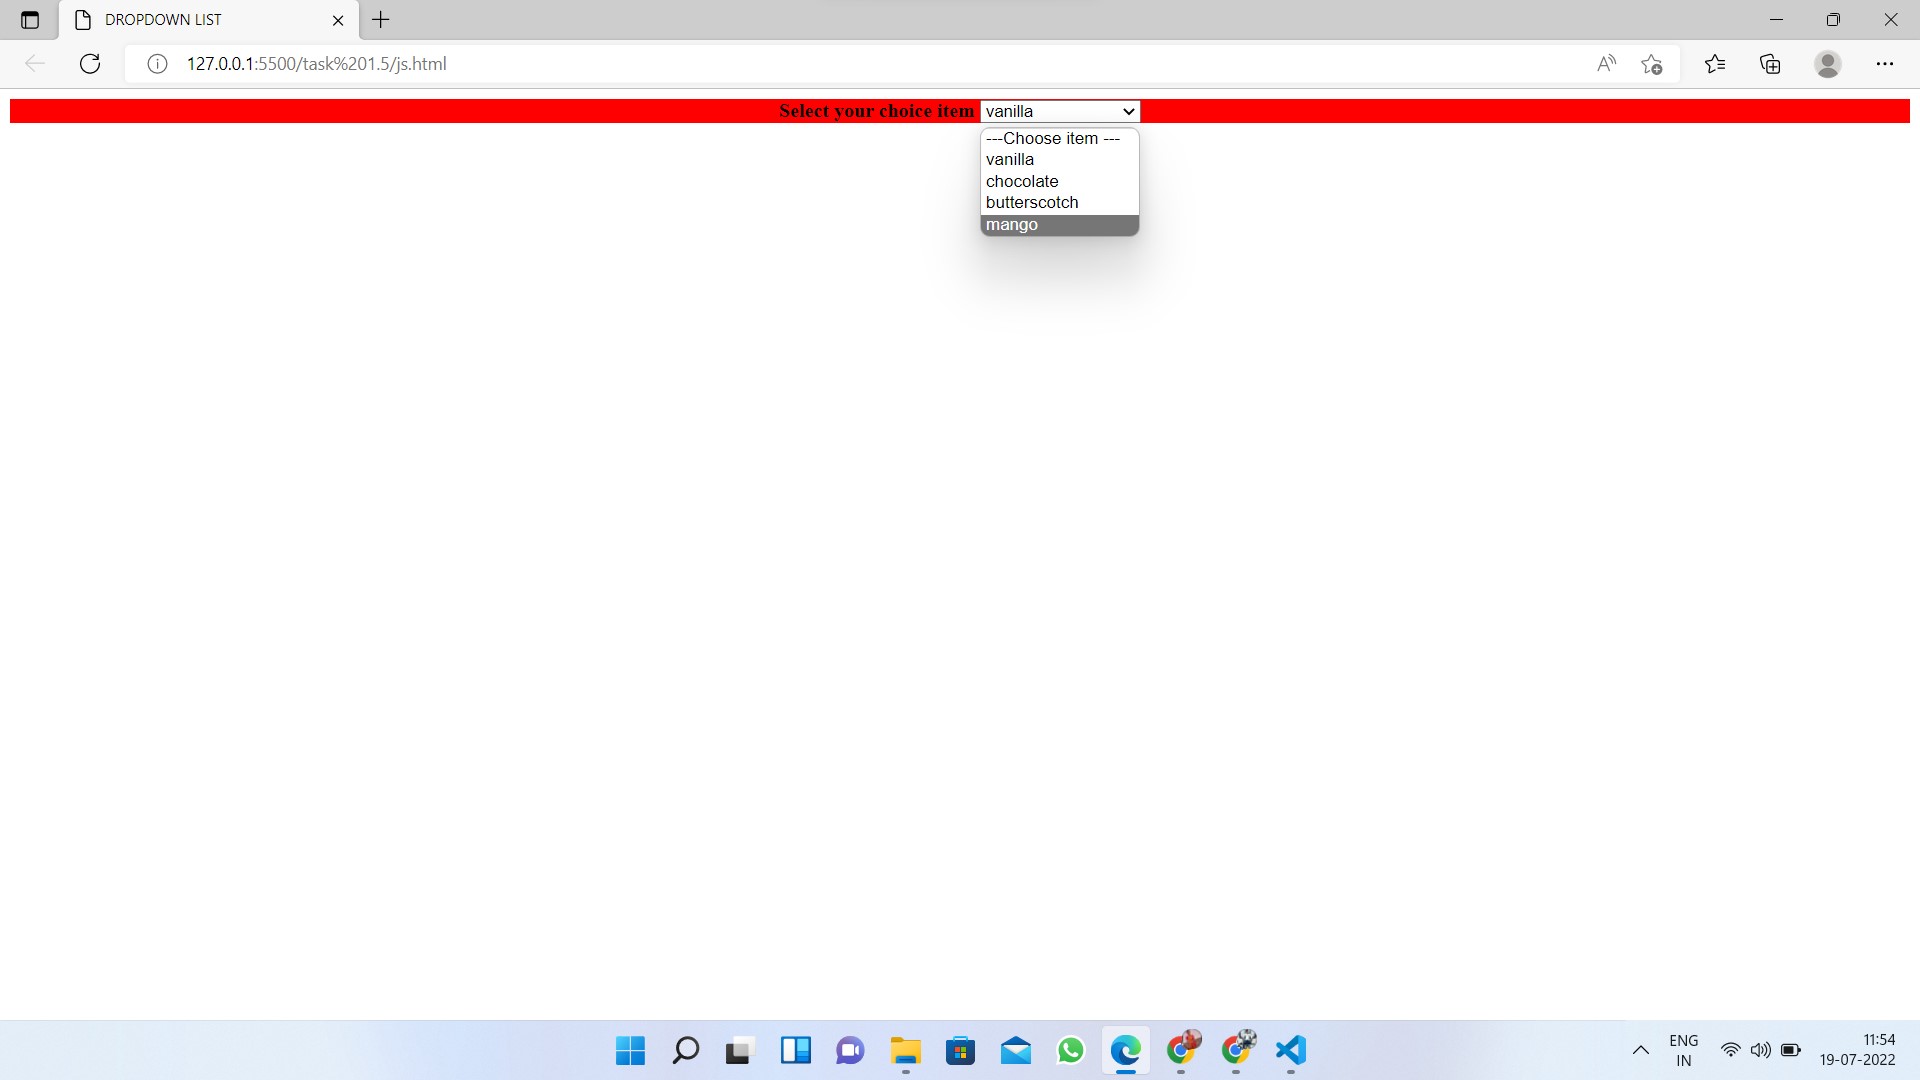 DROPDOWN LIST
127.0.0.1:5500/task%201.5/js.html
Select your choice item vanilla
---Choose item ---
vanilla
chocolate
butterscotch
mango
ENG
IN
11:54
19-07-2022